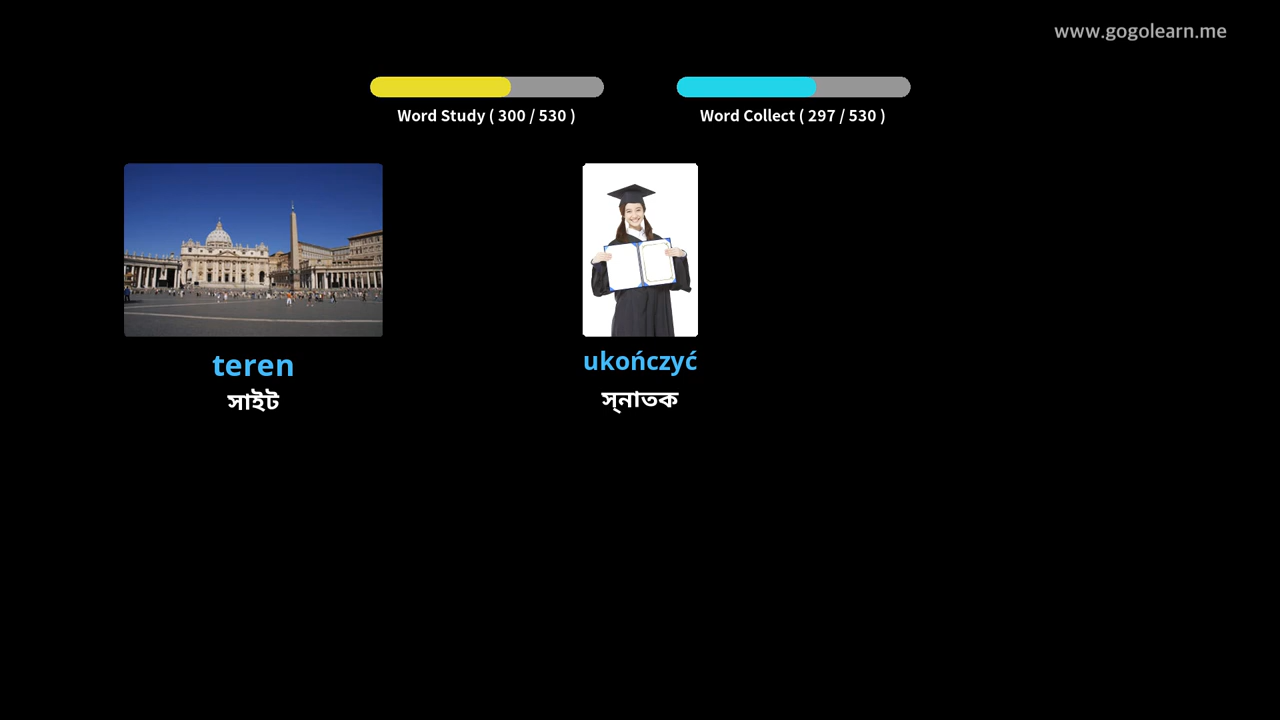 www.gogolearn.me
Word Study ( 300 / 530 )
Word Collect ( 297 / 530 )
teren
সাইট
ukończyć
স্নাতক